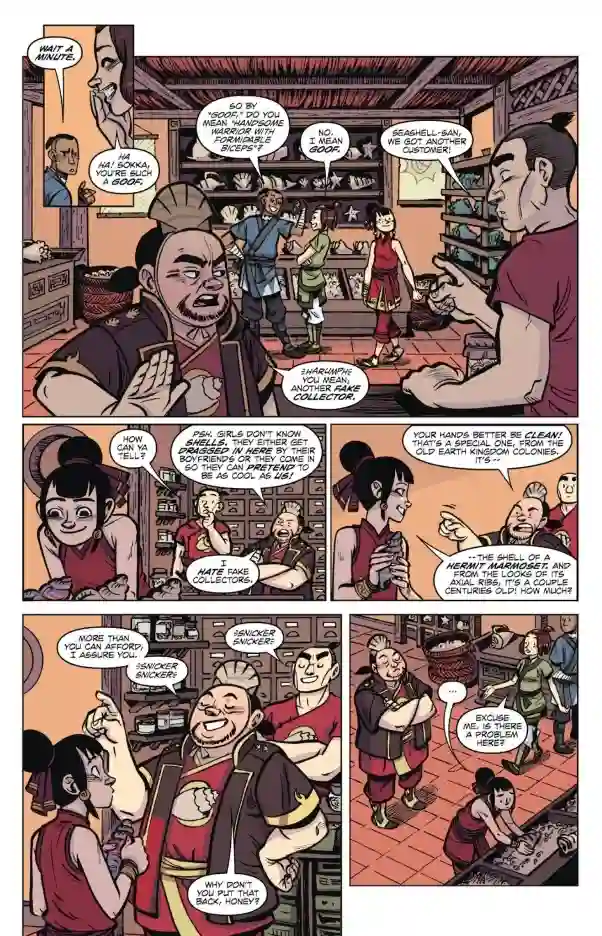 WAIT A
MINUTE.
HA
HA! SOKKA,
YOU'RE SUCH
A GOOF.
SO BY
"GOOF," DO YOU
MEAN "HANDSOME
WARRIOR WITH
FORMIDABLE
BICEPS"?
NO.
I MEAN
GOOF.
SEASHELL-SAN,
WE GOT ANOTHER
CUSTOMER!
>HARUMPH<
YOU MEAN,
ANOTHER FAKE
COLLECTOR.
HOW
CAN YA
TELL?
PSH. GIRLS DON'T KNOW
SHELLS. THEY EITHER GET
DRAGGED IN HERE BY THEIR
BOYFRIENDS OR THEY COME IN
SO THEY CAN PRETEND TO
BE AS COOL AS US!
I
HATE FAKE
COLLECTORS.
YOUR HANDS BETTER BE CLEAN!
THAT'S A SPECIAL ONE, FROM THE
OLD EARTH KINGDOM COLONIES.
IT'S --
--THE SHELL OF A
HERMIT MARMOSET. AND
FROM THE LOOKS OF ITS
AXIAL RIBS, IT'S A COUPLE
CENTURIES OLD! HOW MUCH?
MORE THAN
YOU CAN AFFORD,
I ASSURE YOU.
>SNICKER
SNICKER<
>SNICKER
SNICKER<
WHY DON'T
YOU PUT THAT
BACK, HONEY?
...
EXCUSE
ME, IS THERE
A PROBLEM
HERE?